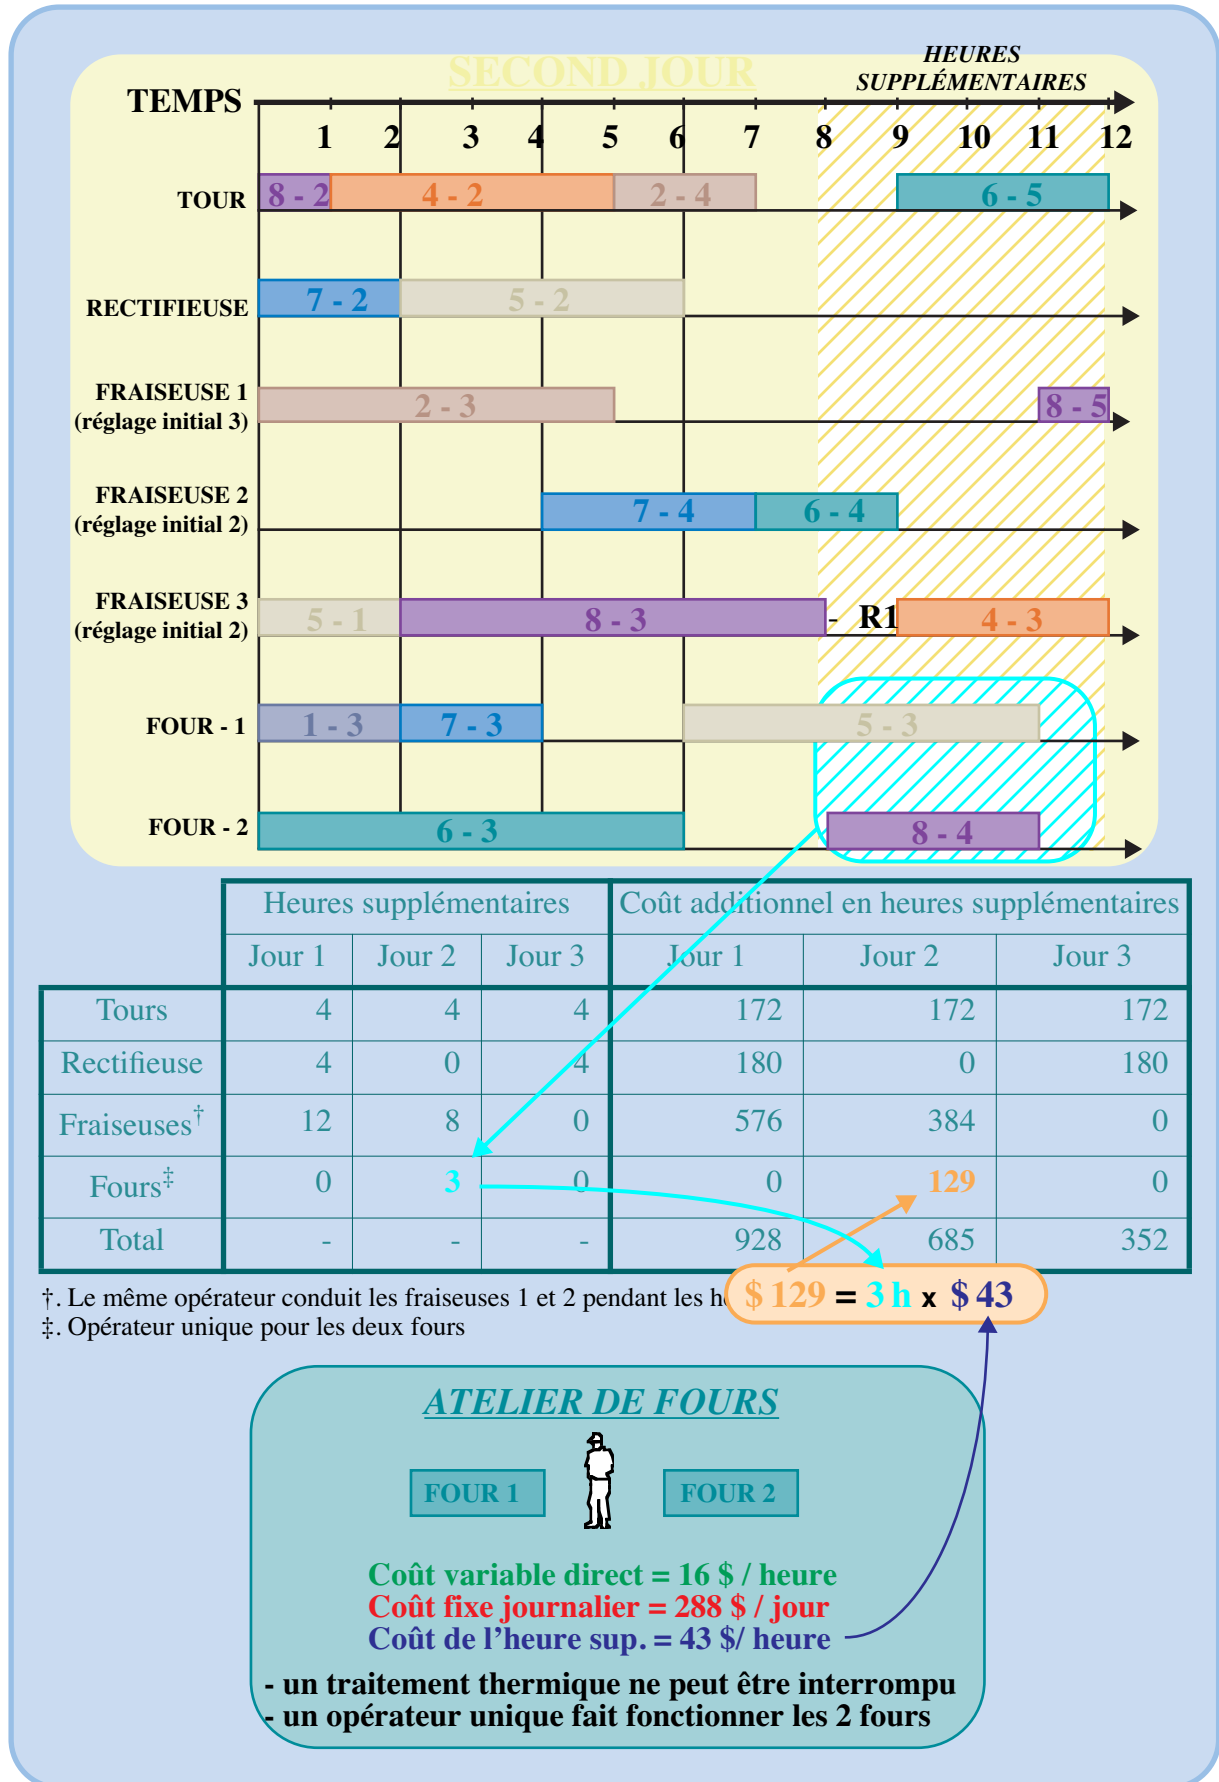 SECOND JOUR
HEURES
SUPPLÉMENTAIRES
TEMPS
1 2 3 4 5 6 7 8 9 10 11 12
TOUR
8 - 2 4 - 2 2 - 4 6 - 5
RECTIFIEUSE
7 - 2 5 - 2
FRAISEUSE 1
(réglage initial 3)
2 - 3 8 - 5
FRAISEUSE 2
(réglage initial 2)
7 - 4 6 - 4
FRAISEUSE 3
(réglage initial 2)
5 - 1 8 - 3 - R1 4 - 3
FOUR - 1
1 - 3 7 - 3 5 - 3
FOUR - 2
6 - 3 8 - 4
Heures supplémentaires Coût additionnel en heures supplémentaires
Jour 1 Jour 2 Jour 3 Jour 1 Jour 2 Jour 3
Tours 4 4 4 172 172 172
Rectifieuse 4 0 4 180 0 180
Fraiseuses† 12 8 0 576 384 0
Fours‡ 0 3 0 0 129 0
Total - - - 928 685 352
†. Le même opérateur conduit les fraiseuses 1 et 2 pendant les
$ 129 = 3 h x $ 43
‡. Opérateur unique pour les deux fours
ATELIER DE FOURS
FOUR 1 FOUR 2
Coût variable direct = 16 $ / heure
Coût fixe journalier = 288 $ / jour
Coût de l’heure sup. = 43 $/ heure
- un traitement thermique ne peut être interrompu
- un opérateur unique fait fonctionner les 2 fours